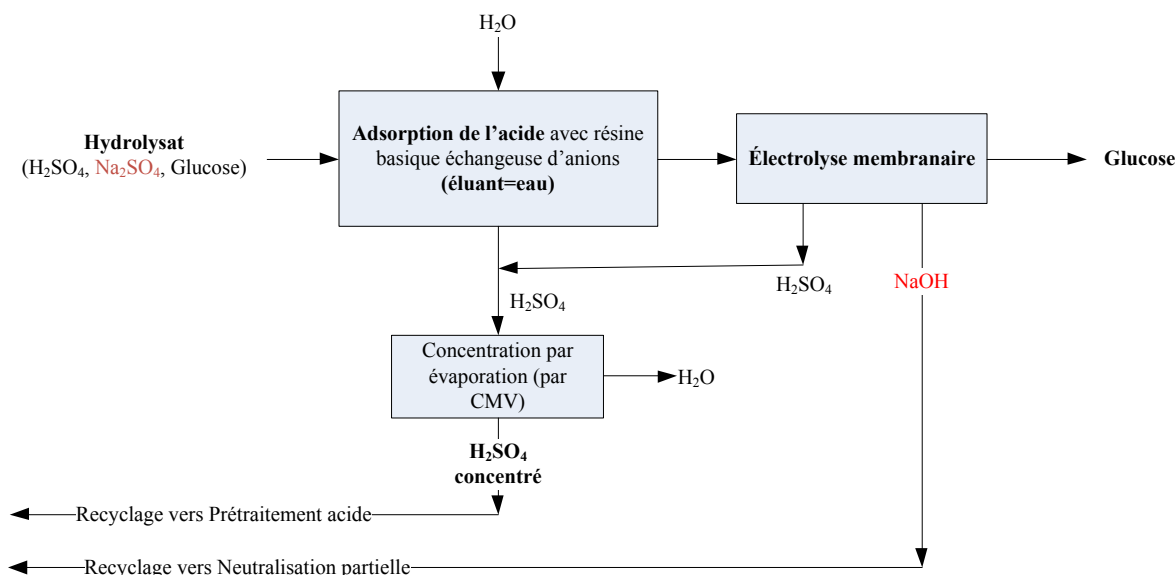 H₂O
Hydrolysat
(H₂SO₄, Na₂SO₄, Glucose)
Adsorption de l’acide avec résine
basique échangeuse d’anions
(éluant=eau)
Électrolyse membranaire
Glucose
H₂SO₄
NaOH
H₂SO₄
Concentration par
évaporation (par
CMV)
H₂O
H₂SO₄
concentré
Recyclage vers Prétraitement acide
Recyclage vers Neutralisation partielle